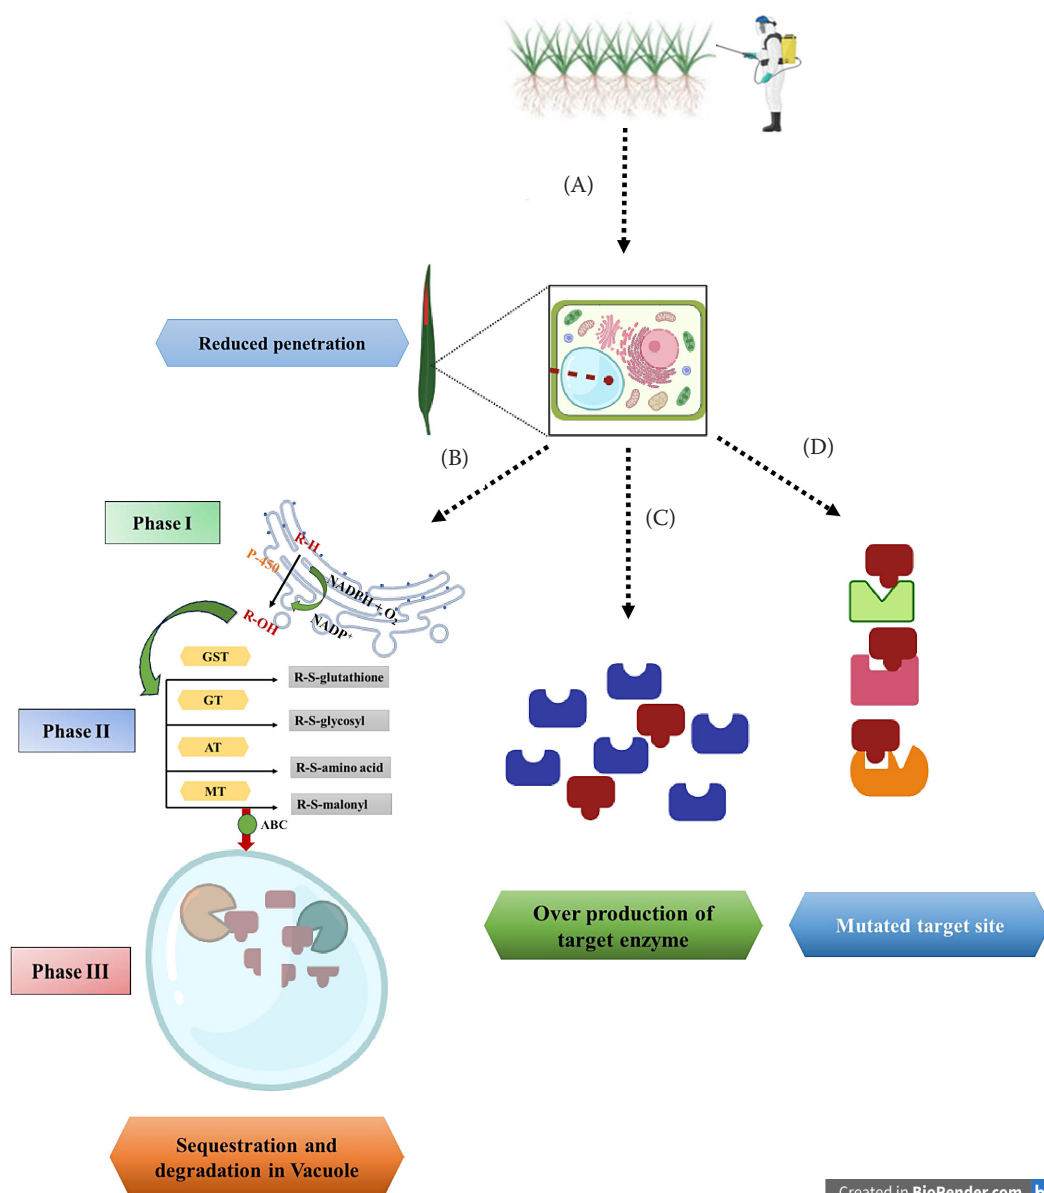 (A)
Reduced penetration
(B)
(D)
(C)
Phase I
R-H
P-450
NADPH + O2
NADP+
R-OH
GST
R-S-glutathione
GT
Phase II
R-S-glycosyl
AT
R-S-amino acid
MT
R-S-malonyl
ABC
Over production of
target enzyme
Mutated target site
Phase III
Sequestration and
degradation in Vacuole
Created in BioRender.com b